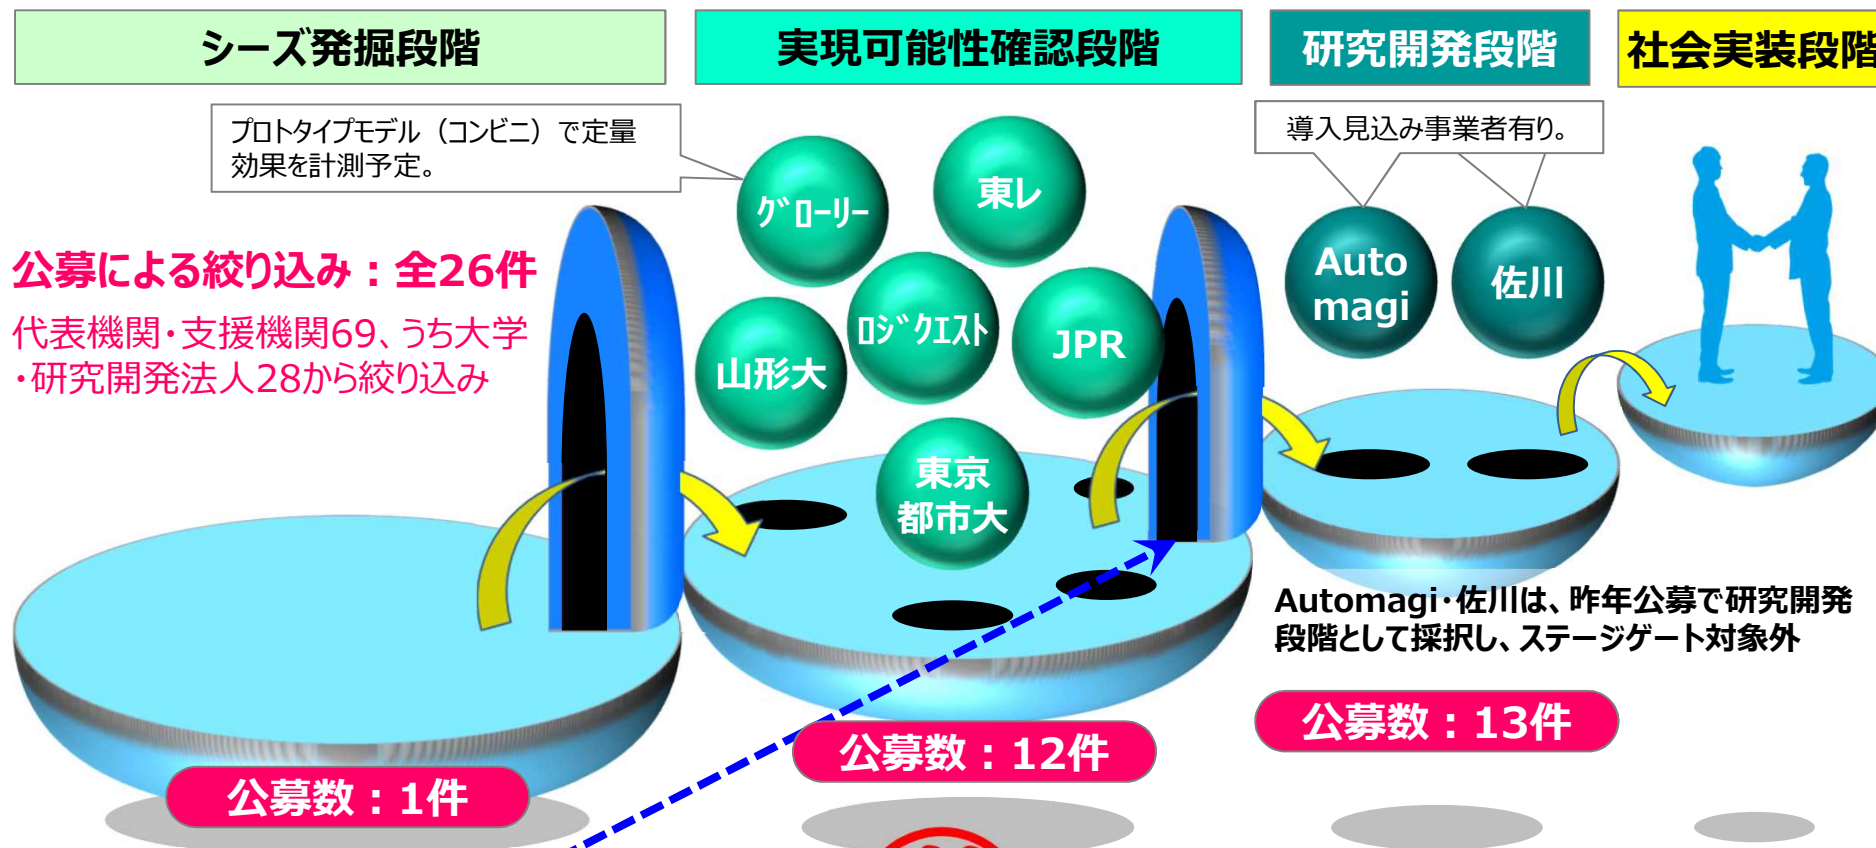 シーズ発掘段階
実現可能性確認段階
研究開発段階
社会実装段階
プロトタイプモデル（コンビニ）で定量
効果を計測予定。
導入見込み事業者有り。
公募による絞り込み：全26件
代表機関・支援機関69、うち大学
・研究開発法人28から絞り込み
ｸﾞﾛｰﾘｰ
東レ
ﾛｼﾞｸｴｽﾄ
山形大
JPR
東京
都市大
Auto
magi
佐川
Automagi・佐川は、昨年公募で研究開発
段階として採択し、ステージゲート対象外
公募数：1件
公募数：12件
公募数：13件